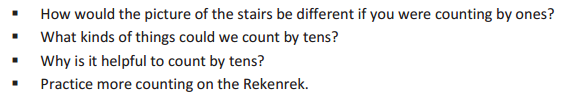 ▪ How would the picture of the stairs be different if you were counting by ones?
▪ What kinds of things could we count by tens?
▪ Why is it helpful to count by tens?
▪ Practice more counting on the Rekenrek.